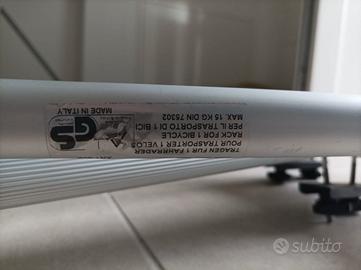 TRAGEN FUR 1 FAHRRADER
POUR TRASPORTER 1 VELOS
RACK FOR 1 BICYCLE
PER IL TRASPORTO DI 1 BICI
MAX. 15 KG DIN 75302
MADE IN ITALY
GS
subito